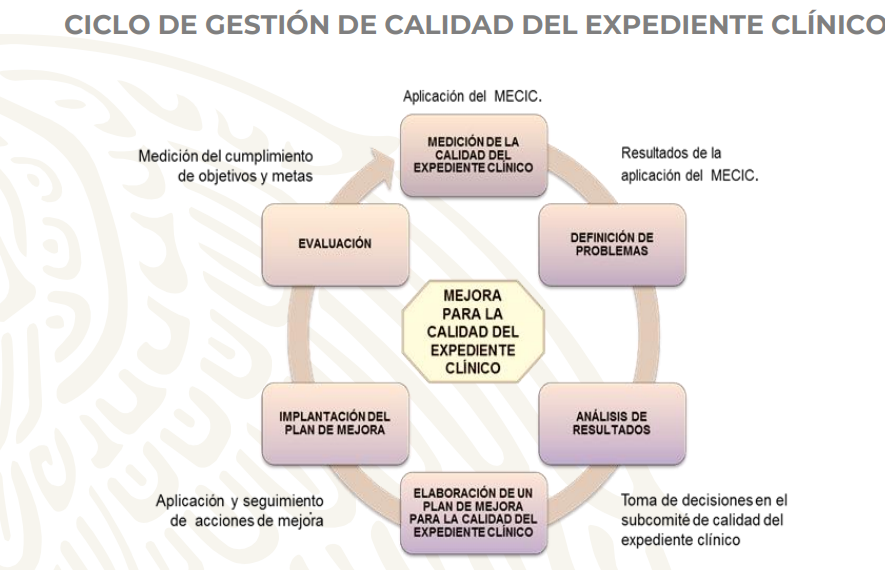 CICLO DE GESTIÓN DE CALIDAD DEL EXPEDIENTE CLÍNICO
Aplicación del MECIC.
MEDICIÓN DE LA
CALIDAD DEL
EXPEDIENTE CLÍNICO
Medición del cumplimiento
de objetivos y metas
Resultados de la
aplicación del MECIC.
EVALUACIÓN
DEFINICIÓN DE
PROBLEMAS
MEJORA
PARA LA
CALIDAD DEL
EXPEDIENTE
CLÍNICO
IMPLANTACIÓN DEL
PLAN DE MEJORA
ANÁLISIS DE
RESULTADOS
Aplicación y seguimiento
de acciones de mejora
ELABORACIÓN DE UN
PLAN DE MEJORA
PARA LA CALIDAD DEL
EXPEDIENTE CLÍNICO
Toma de decisiones en el
subcomité de calidad del
expediente clínico